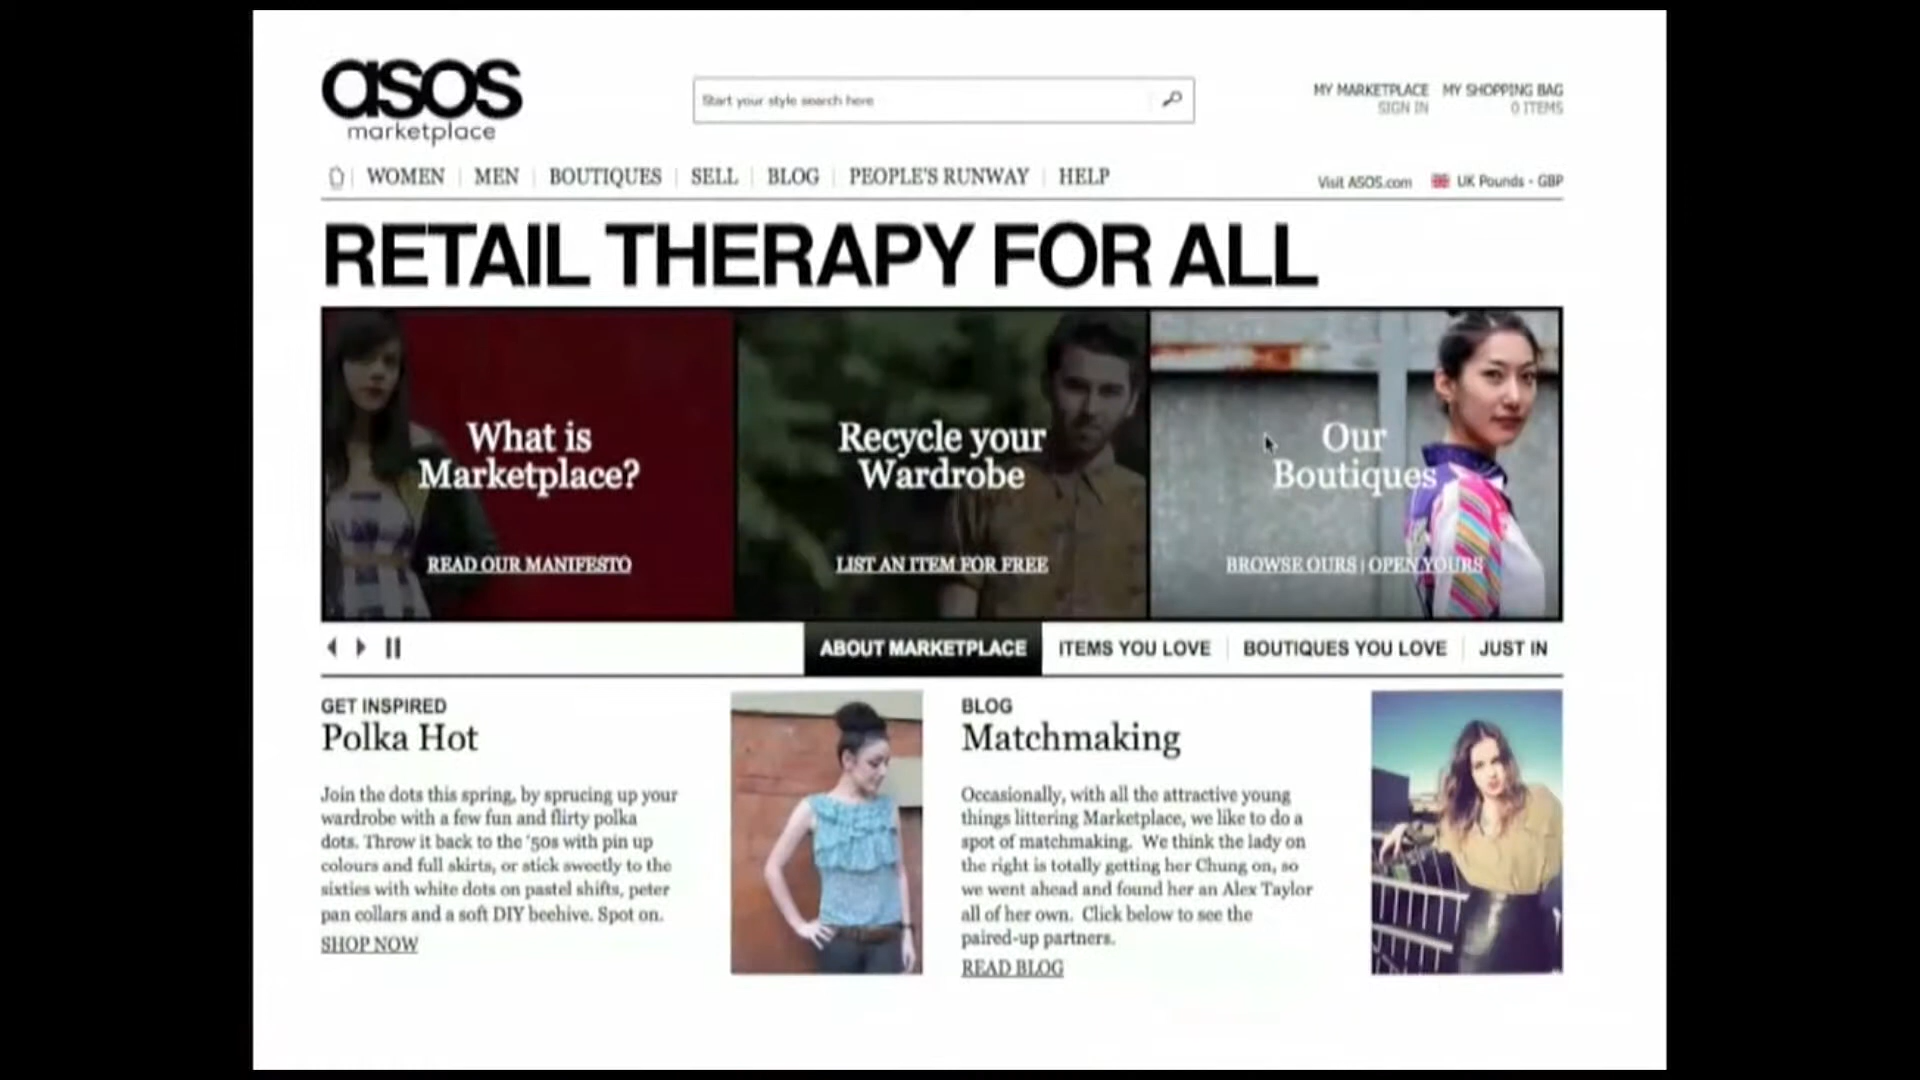 asos
marketplace
Start your style search here
MY MARKETPLACE
SIGN IN
MY SHOPPING BAG
0 ITEMS
WOMEN
MEN
BOUTIQUES
SELL
BLOG
PEOPLE'S RUNWAY
HELP
Visit ASOS.com
UK Pounds - GBP
RETAIL THERAPY FOR ALL
What is
Marketplace?
READ OUR MANIFESTO
Recycle your
Wardrobe
LIST AN ITEM FOR FREE
Our
Boutiques
BROWSE OURS | OPEN YOURS
ABOUT MARKETPLACE
ITEMS YOU LOVE
BOUTIQUES YOU LOVE
JUST IN
GET INSPIRED
Polka Hot
Join the dots this spring, by sprucing up your
wardrobe with a few fun and flirty polka
dots. Throw it back to the '50s with pin up
colours and full skirts, or stick sweetly to the
sixties with white dots on pastel shifts, peter
pan collars and a soft DIY beehive. Spot on.
SHOP NOW
BLOG
Matchmaking
Occasionally, with all the attractive young
things littering Marketplace, we like to do a
spot of matchmaking. We think the lady on
the right is totally getting her Chung on, so
we went ahead and found her an Alex Taylor
all of her own. Click below to see the
paired-up partners.
READ BLOG